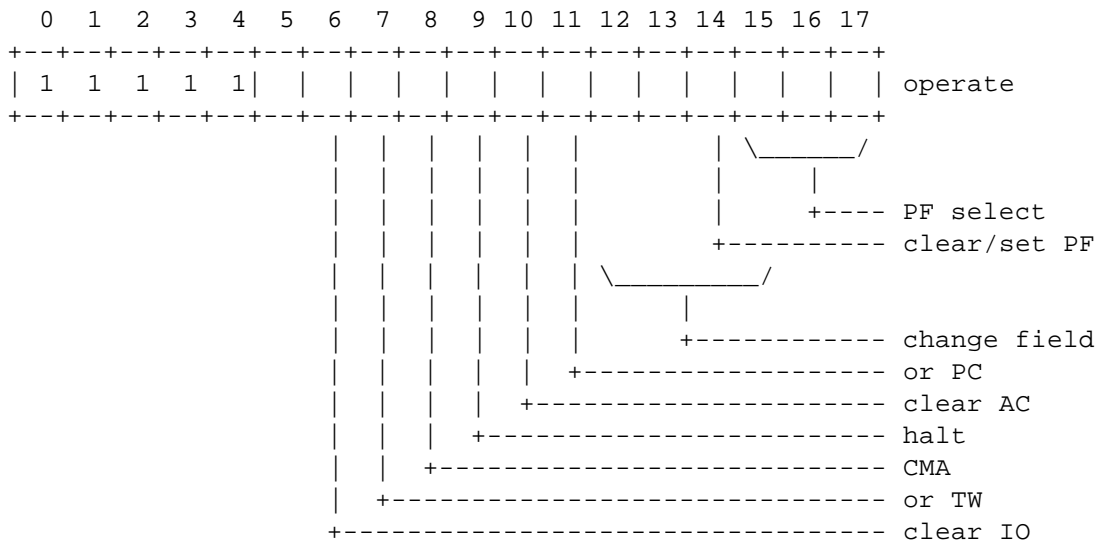 0 1 2 3 4 5 6 7 8 9 10 11 12 13 14 15 16 17
+--+--+--+--+--+--+--+--+--+--+--+--+--+--+--+--+--+--+
| 1 1 1 1 1| | | | | | | | | | | | | | operate
+--+--+--+--+--+--+--+--+--+--+--+--+--+--+--+--+--+--+
| | | | | | | \______/
| | | | | | | |
| | | | | | | +---- PF select
| | | | | | +---------- clear/set PF
| | | | | | \_________/
| | | | | | |
| | | | | | +------------ change field
| | | | | +------------------- or PC
| | | | +---------------------- clear AC
| | | +------------------------- halt
| | +---------------------------- CMA
| +------------------------------- or TW
+---------------------------------- clear IO